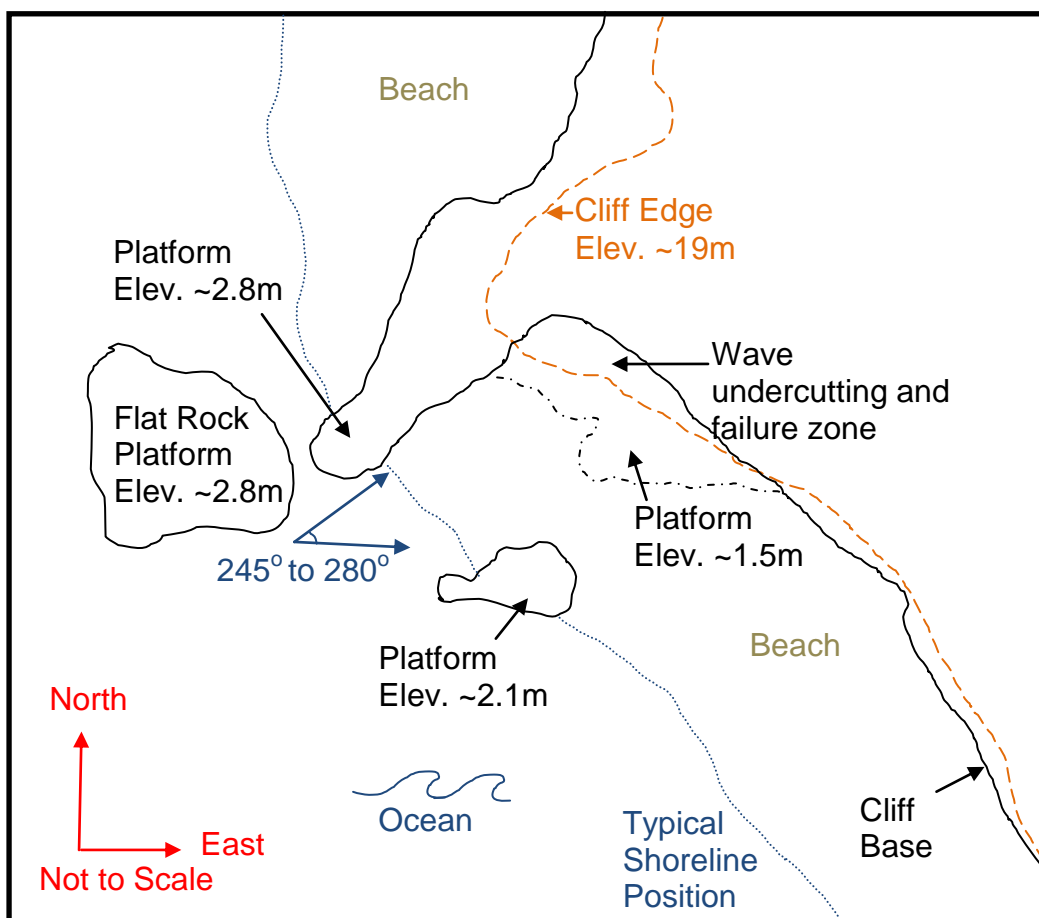 Beach
Cliff Edge
Elev. ~19m
Platform
Elev. ~2.8m
Wave
undercutting and
failure zone
Flat Rock
Platform
Elev. ~2.8m
Platform
Elev. ~1.5m
245° to 280°
Beach
Platform
Elev. ~2.1m
North
East
Not to Scale
Ocean
Typical
Shoreline
Position
Cliff
Base